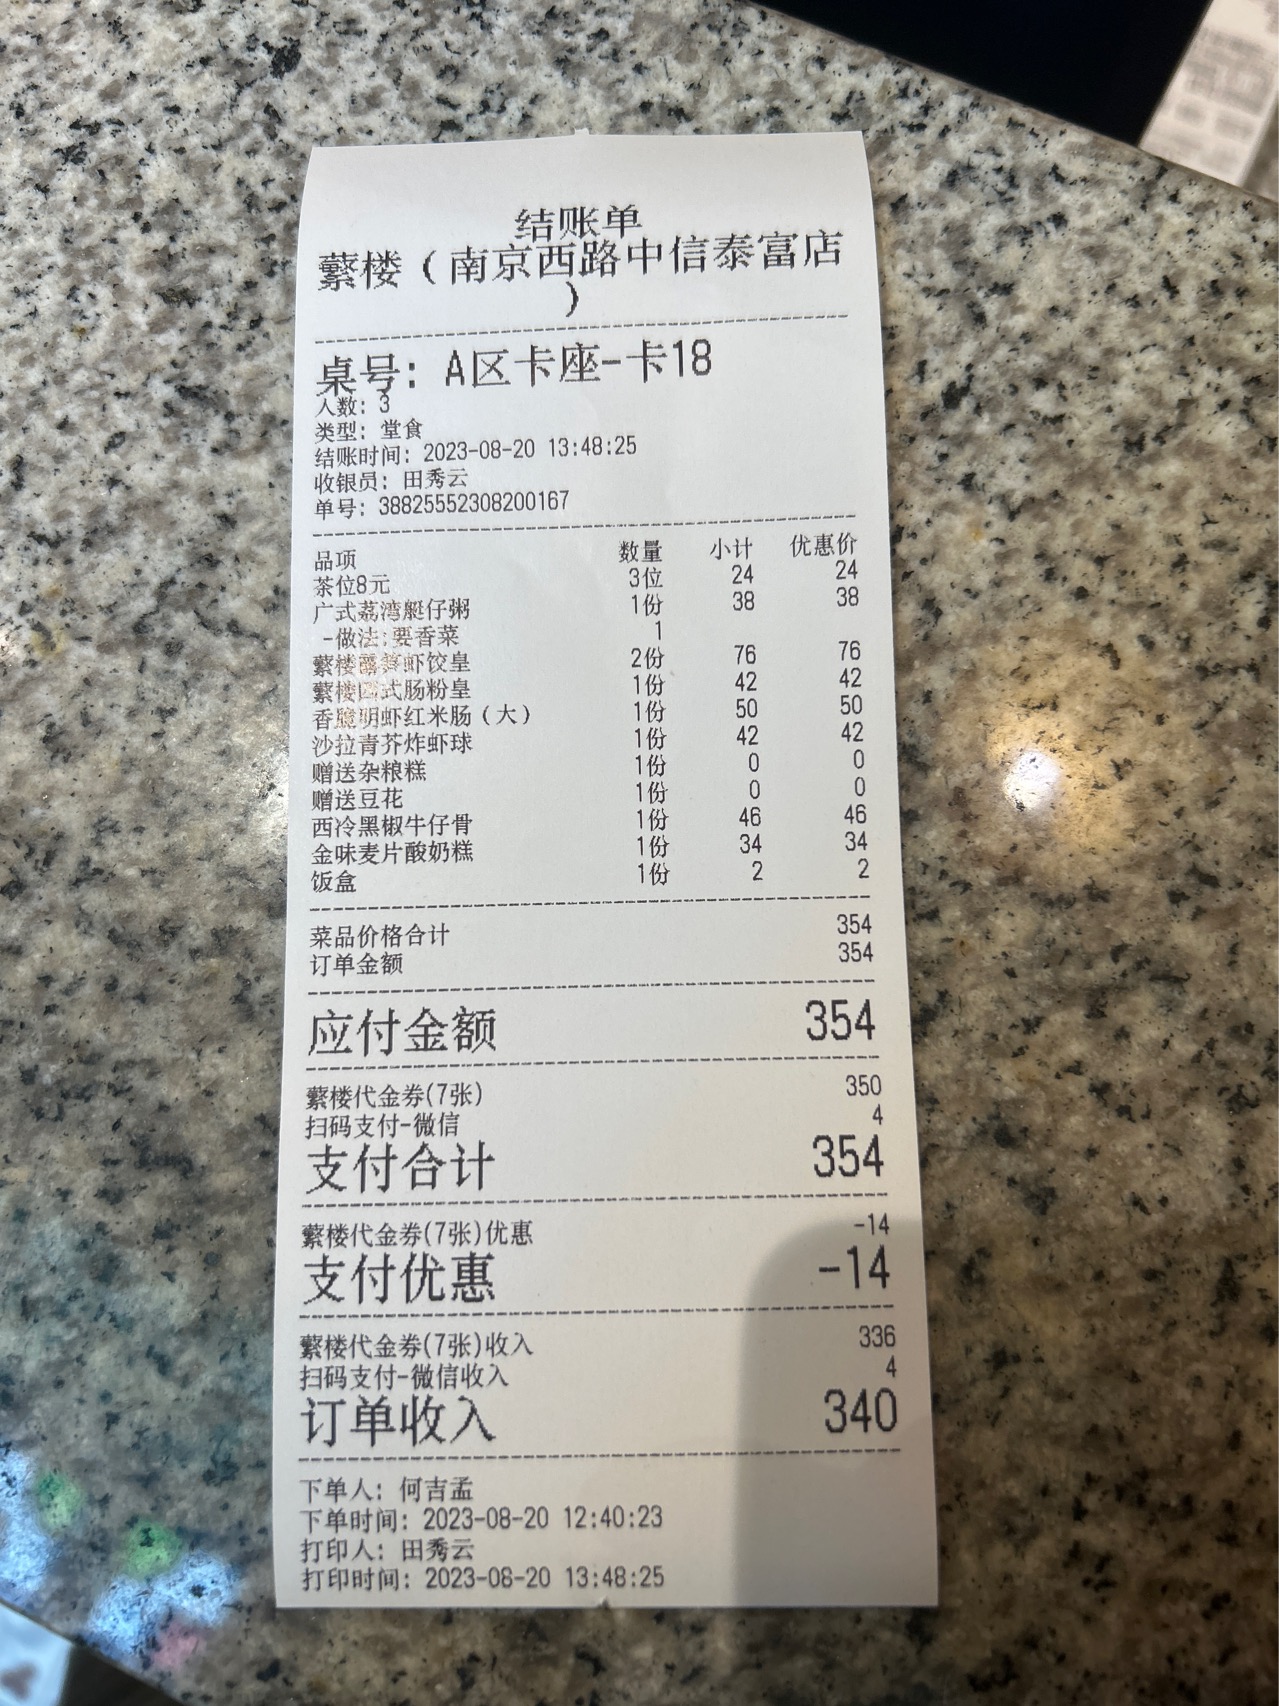 结账单
蘩楼（南京西路中信泰富店
）
桌号: A区卡座-卡18
人数: 3
类型: 堂食
结账时间: 2023-08-20 13:48:25
收银员: 田秀云
单号: 388255552308200167
品项 数量 小计 优惠价
茶位8元 3位 24 24
广式荔湾艇仔粥 1份 38 38
-做法:要香菜 1
蘩楼露笋虾饺皇 2份 76 76
蘩楼四式肠粉皇 1份 42 42
香脆明虾红米肠（大） 1份 50 50
沙拉青芥炸虾球 1份 42 42
赠送杂粮糕 1份 0 0
赠送豆花 1份 0 0
西冷黑椒牛仔骨 1份 46 46
金味麦片酸奶糕 1份 34 34
饭盒 1份 2 2
菜品价格合计 354
订单金额 354
应付金额 354
蘩楼代金券(7张) 350
扫码支付-微信 4
支付合计 354
蘩楼代金券(7张)优惠 -14
支付优惠 -14
蘩楼代金券(7张)收入 336
扫码支付-微信收入 4
订单收入 340
下单人: 何吉孟
下单时间: 2023-08-20 12:40:23
打印人: 田秀云
打印时间: 2023-08-20 13:48:25